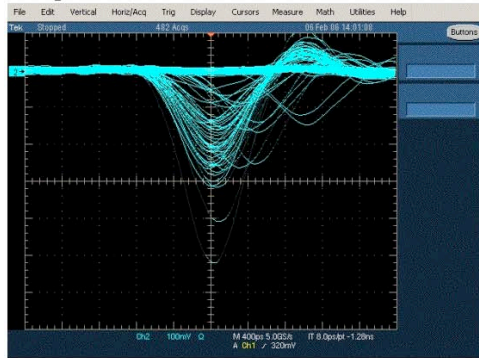 File Edit Vertical Horiz/Acq Trig Display Cursors Measure Math Utilities Help
Tek Stopped 482 Acqs 06 Feb 06 14:01:08
Buttons
Ch2 100mV Ω M 400ps 5.0GS/s IT 8.0ps/pt -1.28ns
A Ch1 / 320mV